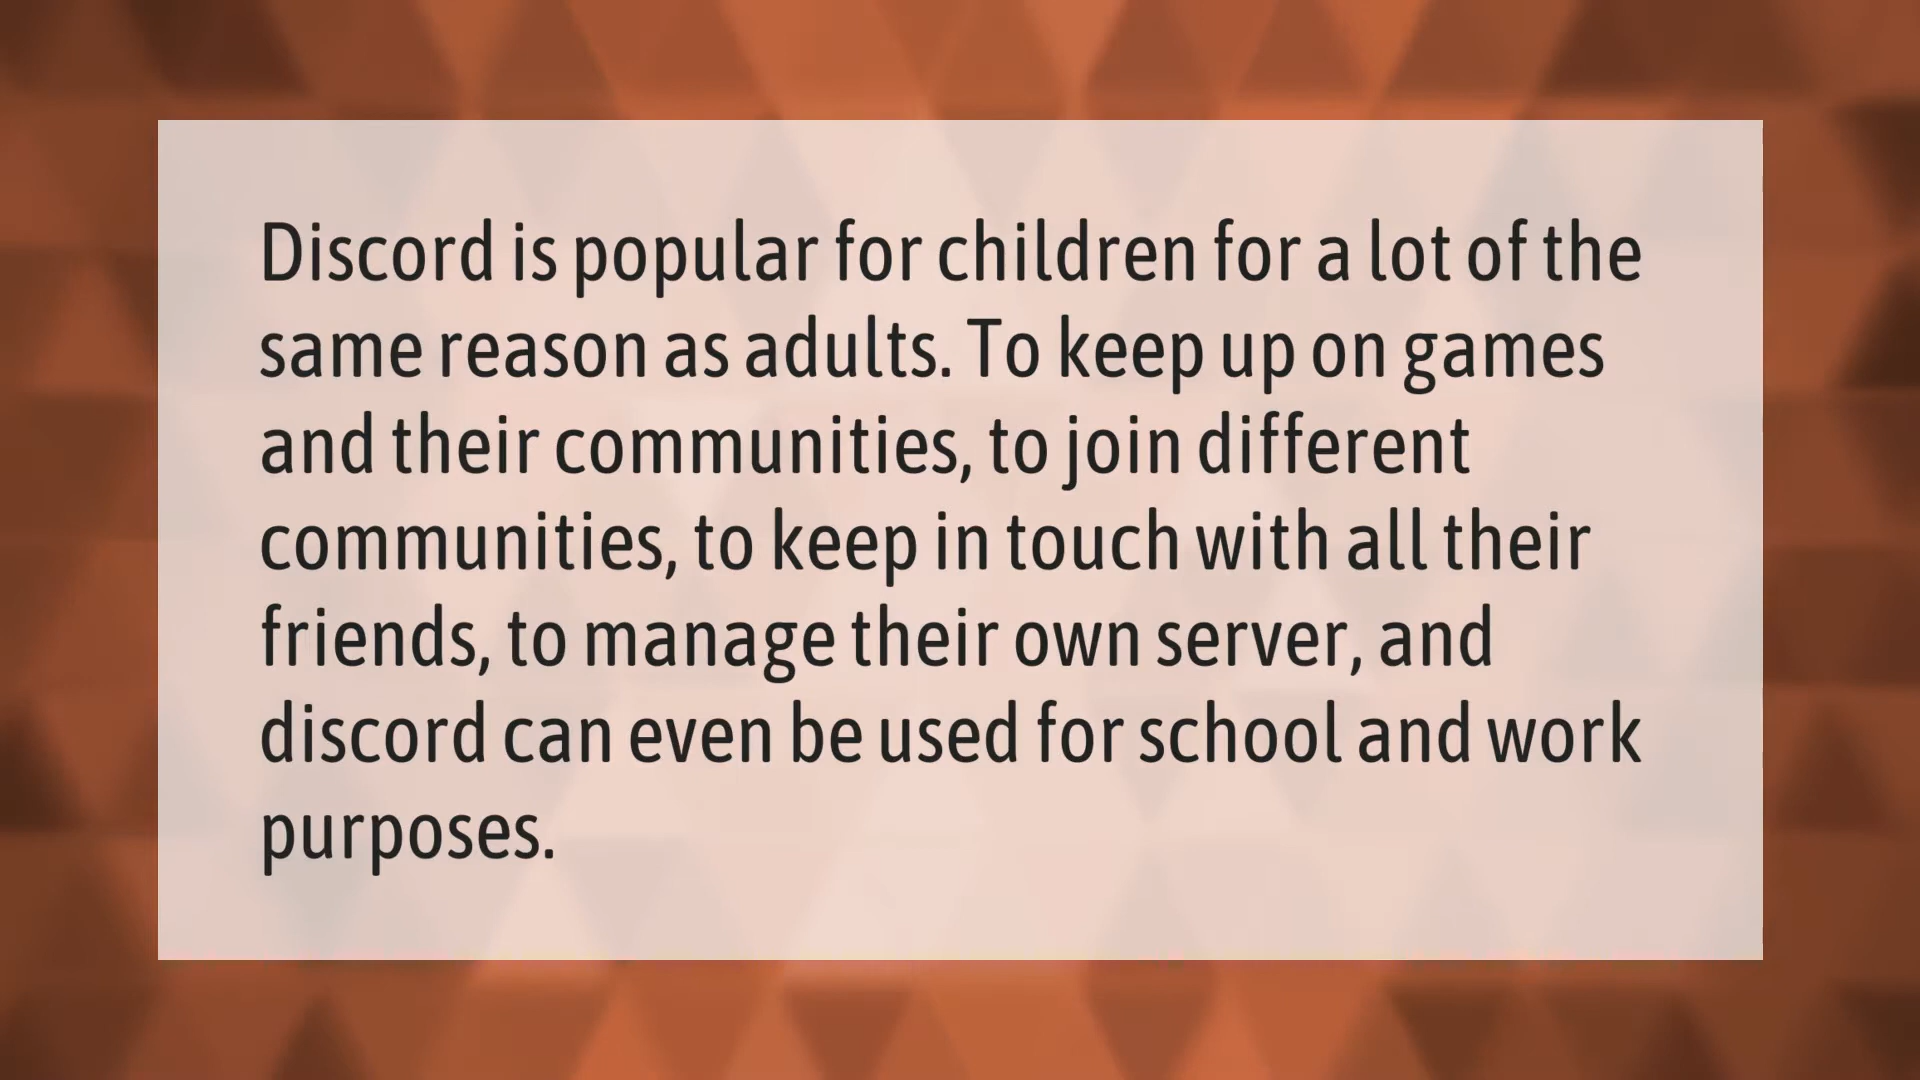 Discord is popular for children for a lot of the
same reason as adults. To keep up on games
and their communities, to join different
communities, to keep in touch with all their
friends, to manage their own server, and
discord can even be used for school and work
purposes.